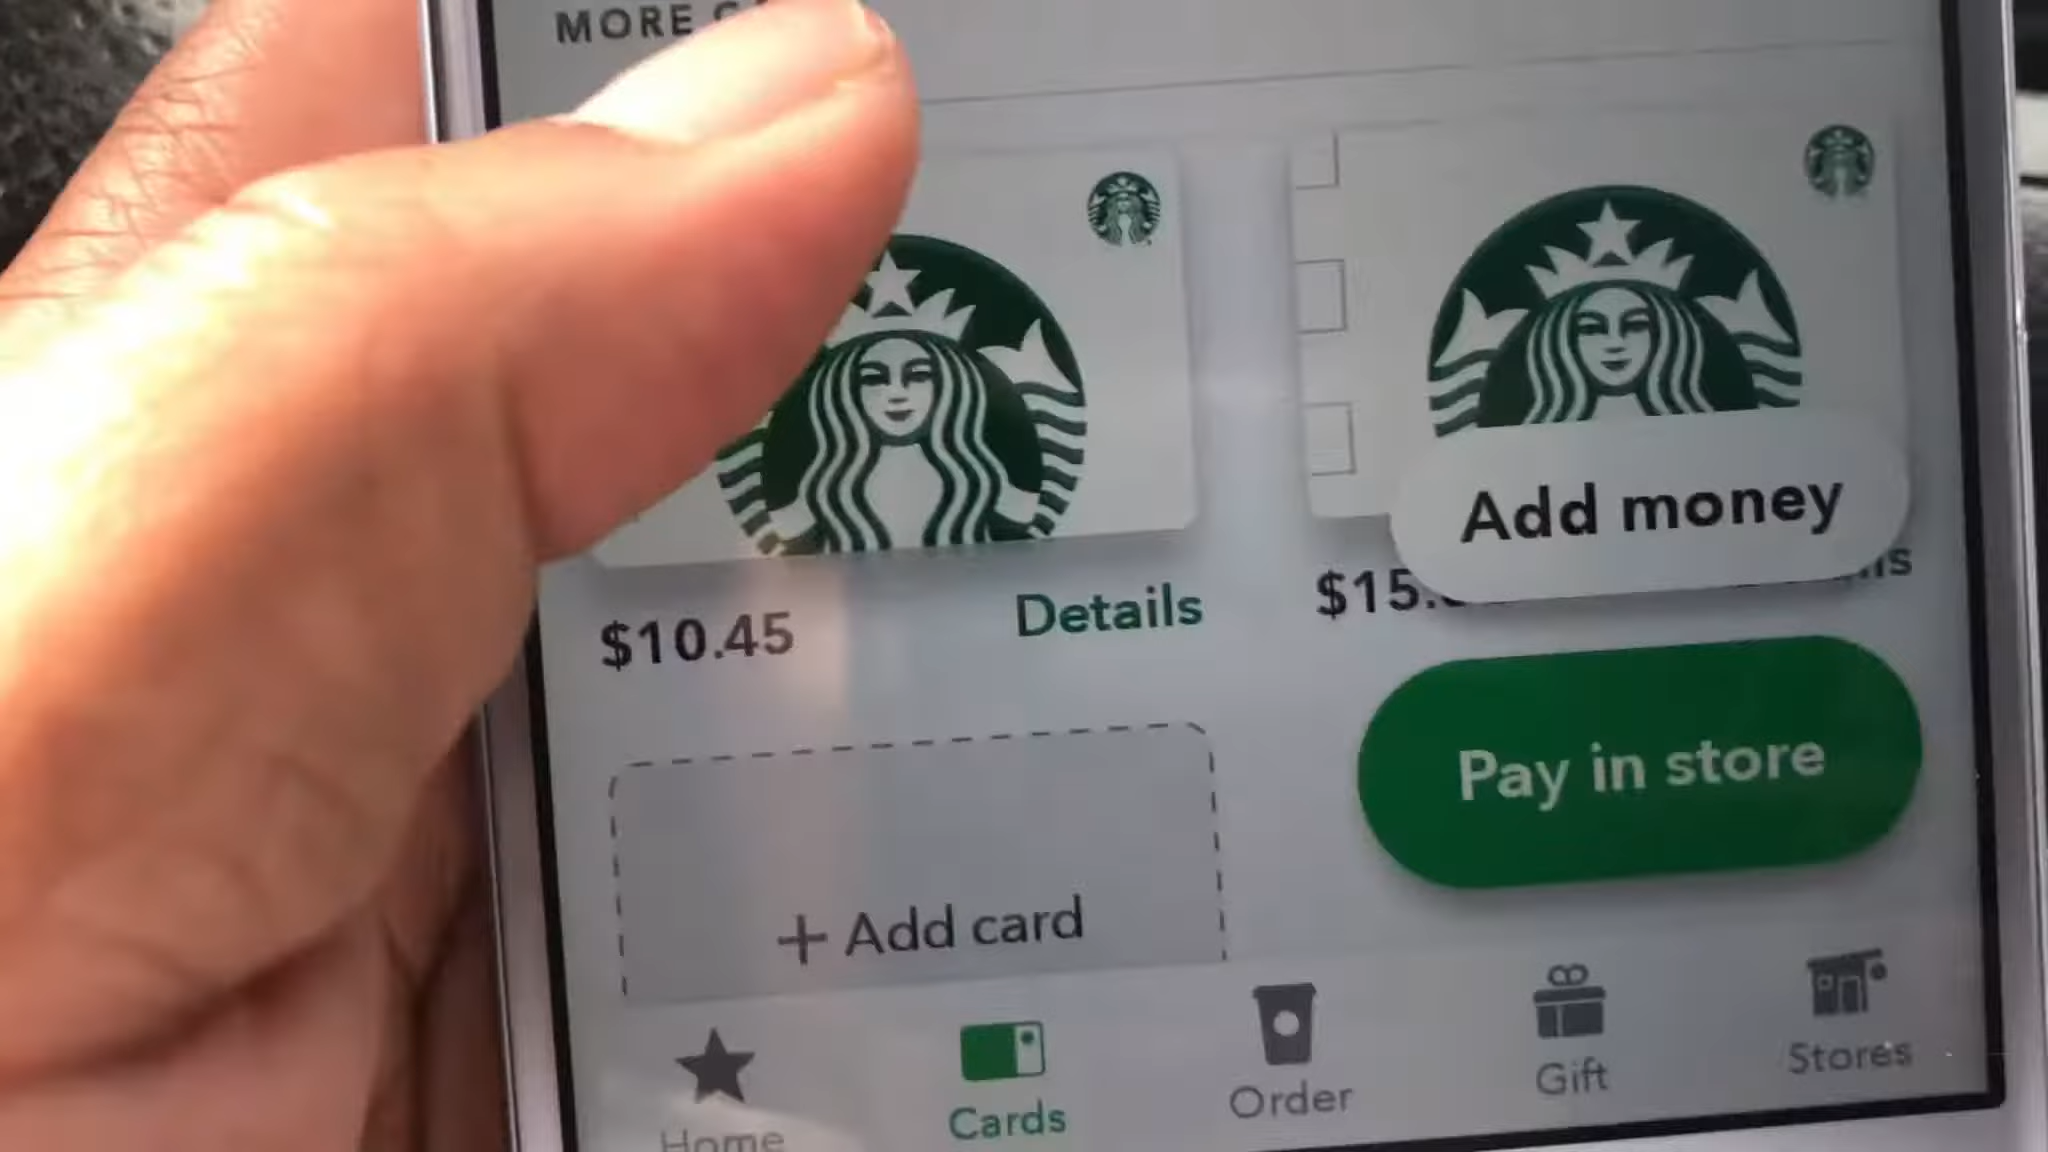 MORE
Add money
$10.45
Details
$15.
Pay in store
+ Add card
Home
Cards
Order
Gift
Stores